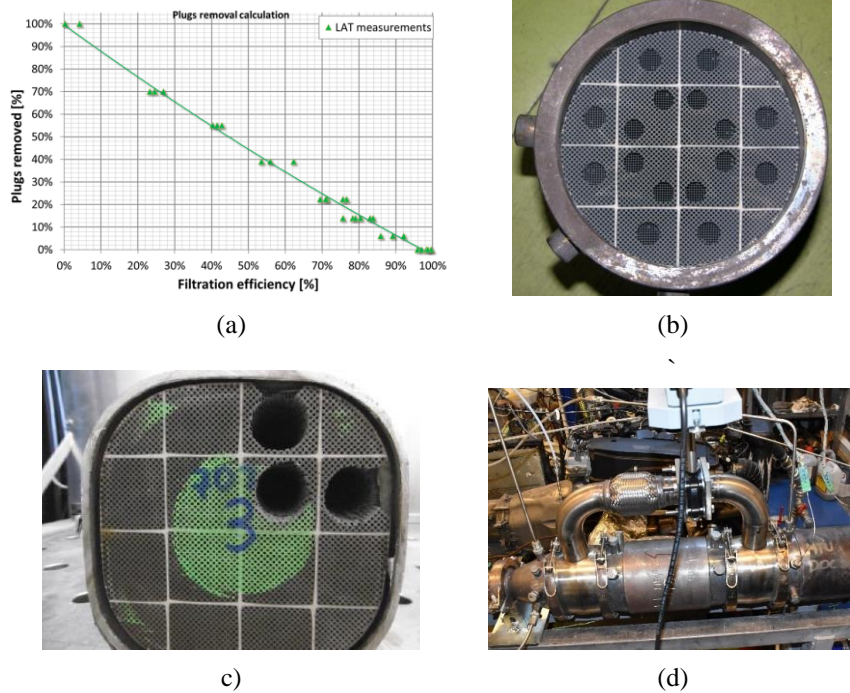 Plugs removal calculation
LAT measurements
Plugs removed [%]
100%
90%
80%
70%
60%
50%
40%
30%
20%
10%
0%
0% 10% 20% 30% 40% 50% 60% 70% 80% 90% 100%
Filtration efficiency [%]
(a)
(b)
`
3
c)
(d)